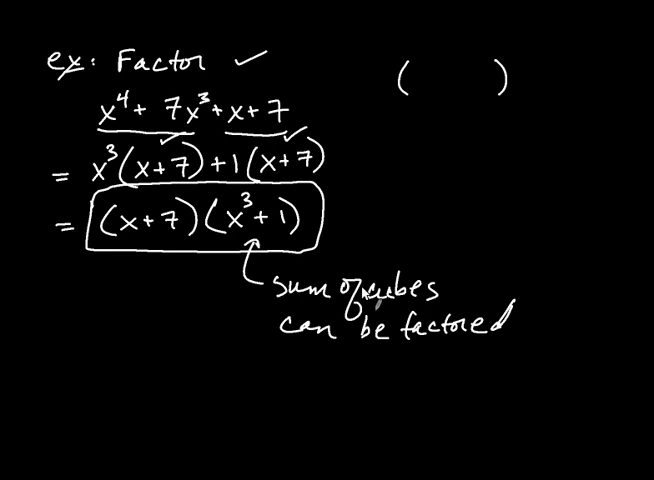 ex: Factor ✓
(     )
x⁴ + 7x³ + x + 7
= x³(x+7) + 1(x+7)
= (x+7)(x³+1)
sum of cubes
can be factored